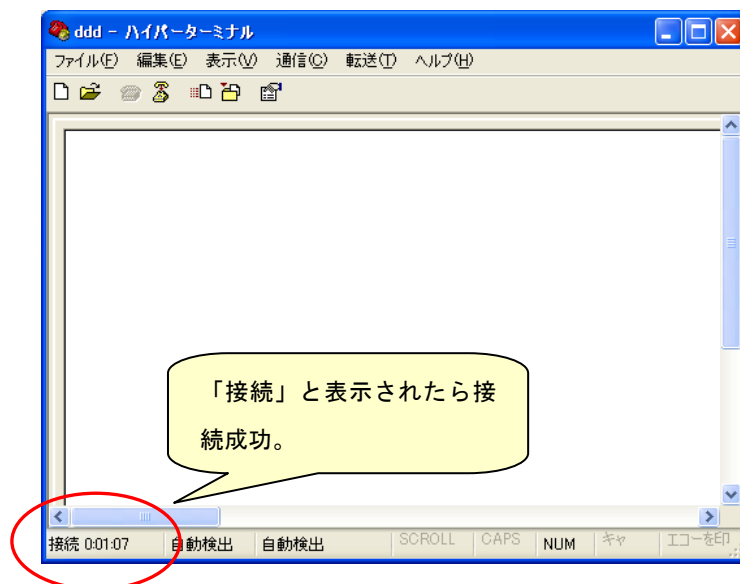 ddd - ハイパーターミナル
ファイル(F) 編集(E) 表示(V) 通信(C) 転送(T) ヘルプ(H)
「接続」と表示されたら接
続成功。
接続 0:01:07 自動検出 自動検出 SCROLL CAPS NUM キャ エコーを印